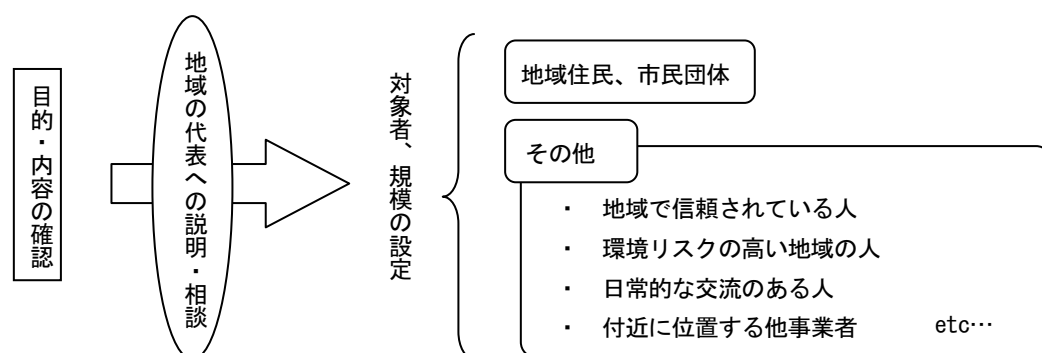 目的・内容の確認
地域の代表への説明・相談
対象者、規模の設定
地域住民、市民団体
その他
・ 地域で信頼されている人
・ 環境リスクの高い地域の人
・ 日常的な交流のある人
・ 付近に位置する他事業者 etc…